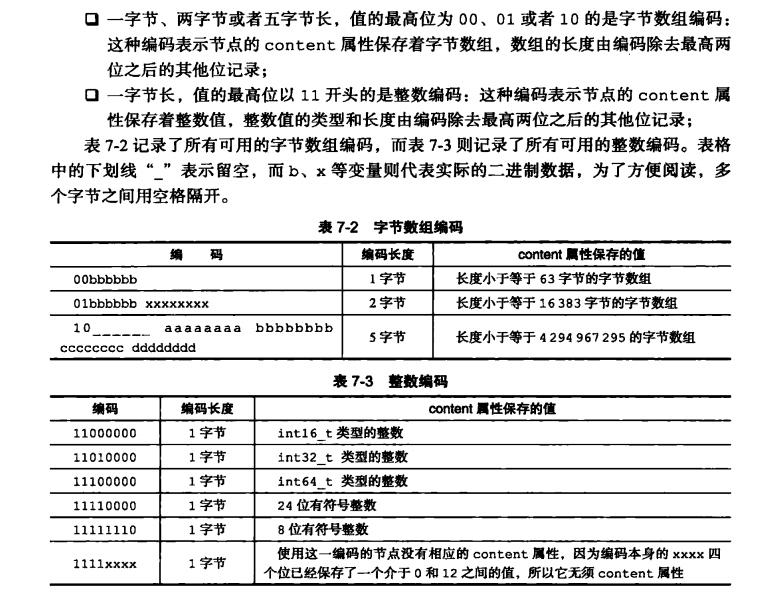 ❑ 一字节、两字节或者五字节长，值的最高位为 00、01 或者 10 的是字节数组编码：
这种编码表示节点的 content 属性保存着字节数组，数组的长度由编码除去最高两
位之后的其他位记录；
❑ 一字节长，值的最高位以 11 开头的是整数编码：这种编码表示节点的 content 属
性保存着整数值，整数值的类型和长度由编码除去最高两位之后的其他位记录；
表 7-2 记录了所有可用的字节数组编码，而表 7-3 则记录了所有可用的整数编码。表格
中的下划线“_”表示留空，而 b、x 等变量则代表实际的二进制数据，为了方便阅读，多
个字节之间用空格隔开。
表 7-2 字节数组编码
编 码 编码长度 content 属性保存的值
00bbbbbb 1 字节 长度小于等于 63 字节的字节数组
01bbbbbb xxxxxxxx 2 字节 长度小于等于 16 383 字节的字节数组
10______ aaaaaaaa bbbbbbbb
cccccccc dddddddd 5 字节 长度小于等于 4 294 967 295 的字节数组
表 7-3 整数编码
编码 编码长度 content 属性保存的值
11000000 1 字节 int16_t 类型的整数
11010000 1 字节 int32_t 类型的整数
11100000 1 字节 int64_t 类型的整数
11110000 1 字节 24 位有符号整数
11111110 1 字节 8 位有符号整数
1111xxxx 1 字节 使用这一编码的节点没有相应的 content 属性，因为编码本身的 xxxx 四
个位已经保存了一个介于 0 和 12 之间的值，所以它无须 content 属性